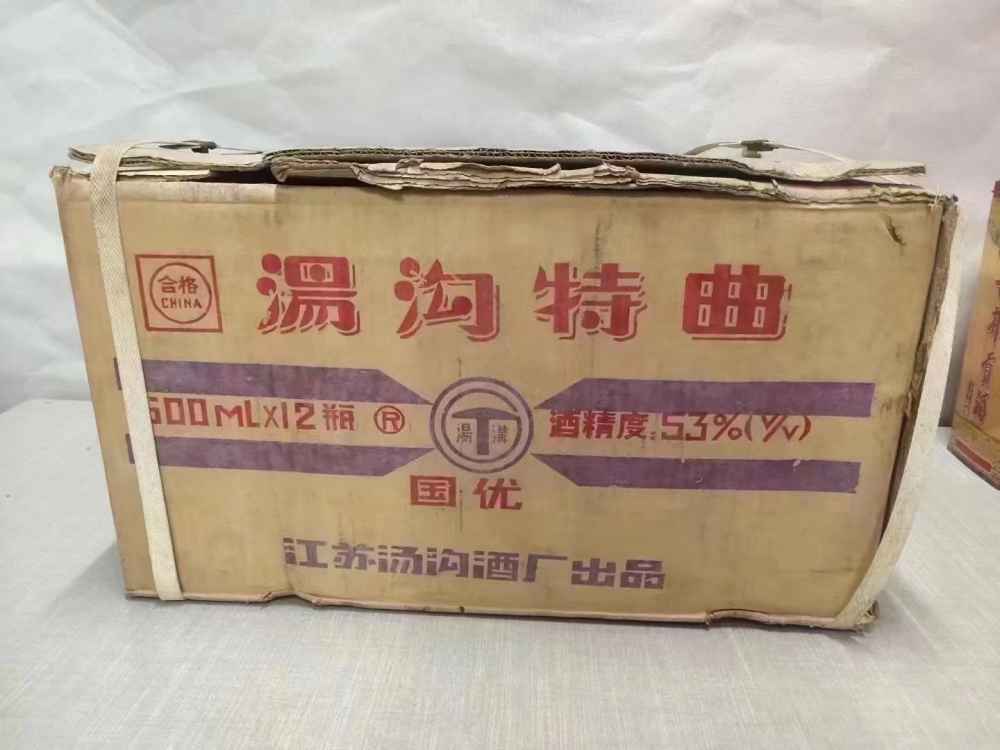 合格
CHINA
湯沟特曲
500ML×12瓶 ®
湯溝
酒精度:53%(V/V)
国优
江苏汤沟酒厂出品